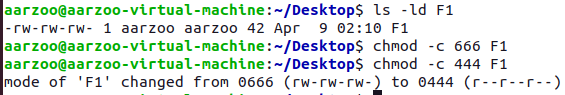 aarzoo@aarzoo-virtual-machine:~/Desktop$ ls -ld F1
-rw-rw-rw- 1 aarzoo aarzoo 42 Apr  9 02:10 F1
aarzoo@aarzoo-virtual-machine:~/Desktop$ chmod -c 666 F1
aarzoo@aarzoo-virtual-machine:~/Desktop$ chmod -c 444 F1
mode of 'F1' changed from 0666 (rw-rw-rw-) to 0444 (r--r--r--)